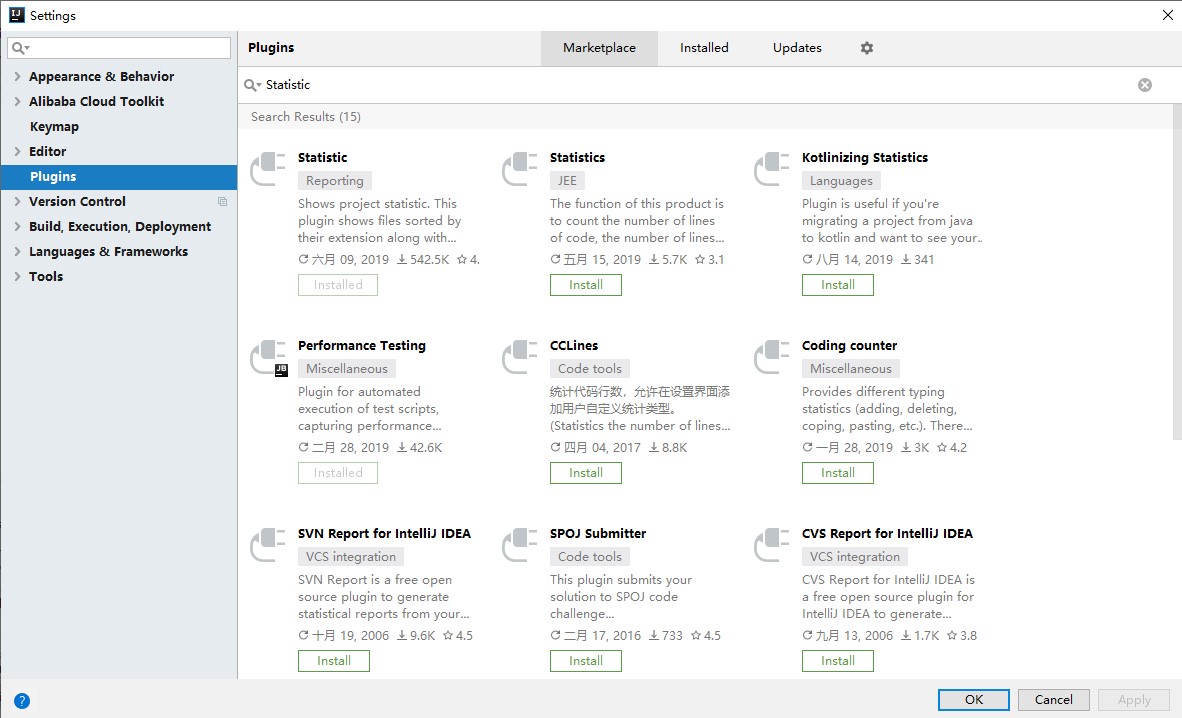 Settings
Plugins
Marketplace
Installed
Updates
Appearance & Behavior
Alibaba Cloud Toolkit
Keymap
Editor
Plugins
Version Control
Build, Execution, Deployment
Languages & Frameworks
Tools
Statistic
Search Results (15)
Statistic
Reporting
Shows project statistic. This
plugin shows files sorted by
their extension along with...
六月 09, 2019 542.5K 4.
Installed
Statistics
JEE
The function of this product is
to count the number of lines
of code, the number of lines...
五月 15, 2019 5.7K 3.1
Install
Kotlinizing Statistics
Languages
Plugin is useful if you're
migrating a project from java
to kotlin and want to see your..
八月 14, 2019 341
Install
Performance Testing
Miscellaneous
Plugin for automated
execution of test scripts,
capturing performance...
二月 28, 2019 42.6K
Installed
CCLines
Code tools
统计代码行数，允许在设置界面添
加用户自定义统计类型。
(Statistics the number of lines...
四月 04, 2017 8.8K
Install
Coding counter
Miscellaneous
Provides different typing
statistics (adding, deleting,
coping, pasting, etc.). There...
一月 28, 2019 3K 4.2
Install
SVN Report for IntelliJ IDEA
VCS integration
SVN Report is a free open
source plugin to generate
statistical reports from your...
十月 19, 2006 9.6K 4.5
Install
SPOJ Submitter
Code tools
This plugin submits your
solution to SPOJ code
challenge...
二月 17, 2016 733 4.5
Install
CVS Report for IntelliJ IDEA
VCS integration
CVS Report for IntelliJ IDEA is
a free open source plugin for
IntelliJ IDEA to generate...
九月 13, 2006 1.7K 3.8
Install
OK
Cancel
Apply
IJ
JB
?